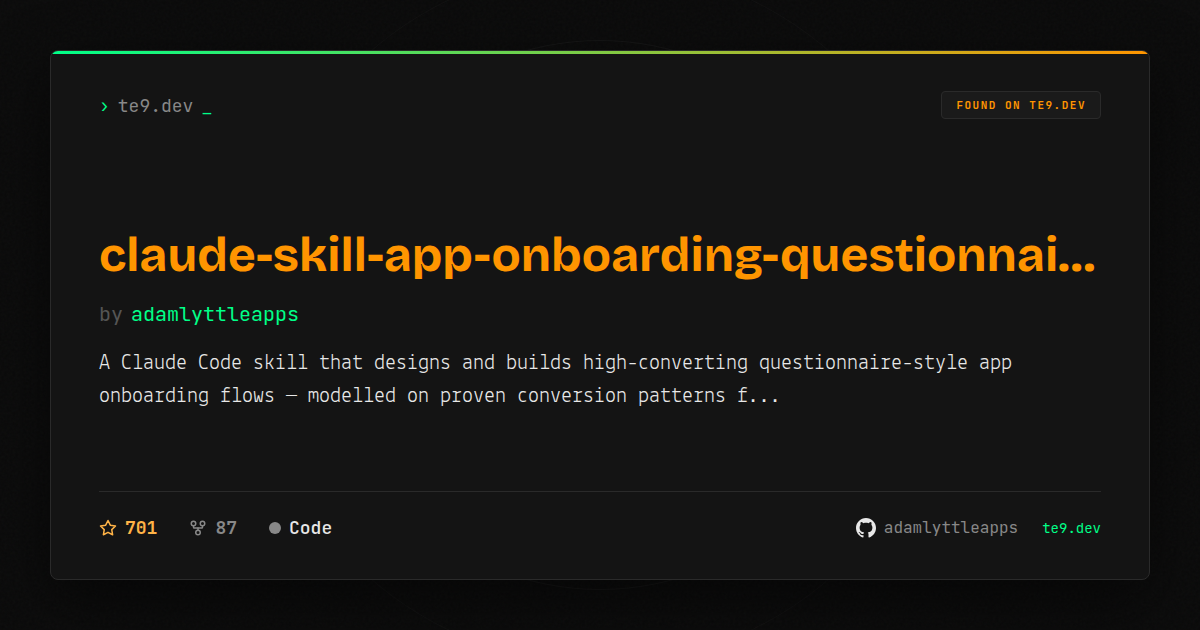 › te9.dev _
FOUND ON TE9.DEV
claude-skill-app-onboarding-questionnai...
by adamlyttleapps
A Claude Code skill that designs and builds high-converting questionnaire-style app
onboarding flows — modelled on proven conversion patterns f...
701 87 Code
adamlyttleapps te9.dev